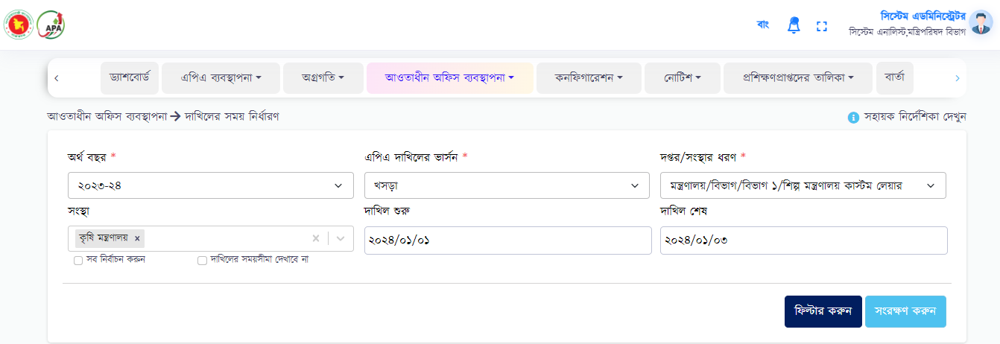 APA
বাং
সিস্টেম এডমিনিস্ট্রেটর
সিস্টেম এনালিস্ট,মন্ত্রিপরিষদ বিভাগ
ড্যাশবোর্ড এপিএ ব্যবস্থাপনা অগ্রগতি আওতাধীন অফিস ব্যবস্থাপনা কনফিগারেশন নোটিশ প্রশিক্ষণপ্রাপ্তদের তালিকা বার্তা
আওতাধীন অফিস ব্যবস্থাপনা → দাখিলের সময় নির্ধারণ সহায়ক নির্দেশিকা দেখুন
অর্থ বছর * এপিএ দাখিলের ভার্সন * দপ্তর/সংস্থার ধরণ *
২০২৩-২৪ খসড়া মন্ত্রণালয়/বিভাগ/বিভাগ ১/শিল্প মন্ত্রণালয় কাস্টম লেয়ার
সংস্থা দাখিল শুরু দাখিল শেষ
কৃষি মন্ত্রণালয় × ২০২৪/০১/০১ ২০২৪/০১/০৩
সব নির্বাচন করুন দাখিলের সময়সীমা দেখাবে না
ফিল্টার করুন সংরক্ষণ করুন